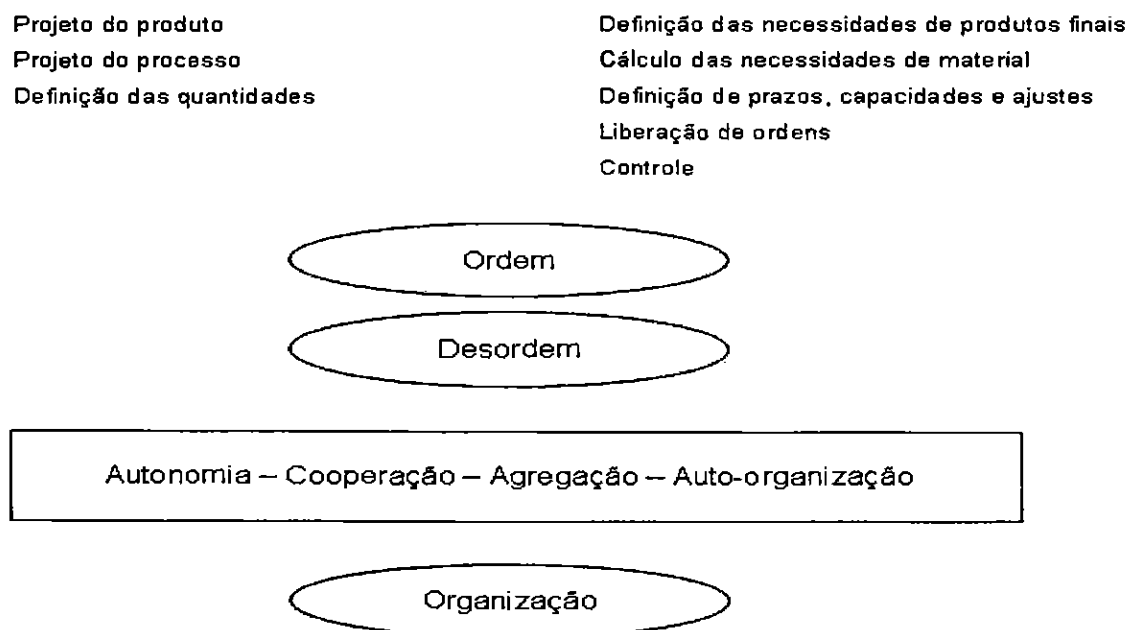 Projeto do produto
Projeto do processo
Definição das quantidades
Definição das necessidades de produtos finais
Cálculo das necessidades de material
Definição de prazos, capacidades e ajustes
Liberação de ordens
Controle
Ordem
Desordem
Autonomia – Cooperação – Agregação – Auto-organização
Organização